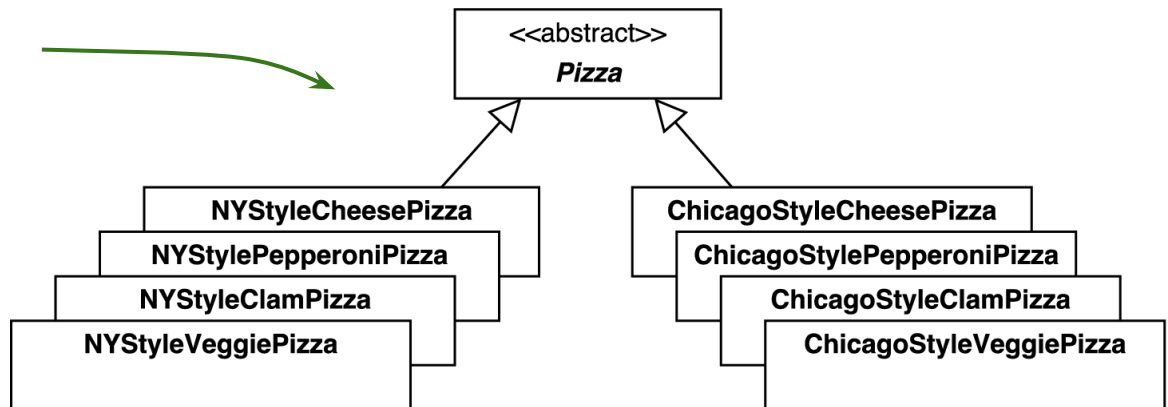 <<abstract>>
Pizza
NYStyleCheesePizza
NYStylePepperoniPizza
NYStyleClamPizza
NYStyleVeggiePizza
ChicagoStyleCheesePizza
ChicagoStylePepperoniPizza
ChicagoStyleClamPizza
ChicagoStyleVeggiePizza